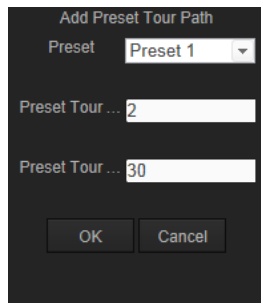 Add Preset Tour Path
Preset Preset 1
Preset Tour ... 2
Preset Tour ... 30
OK Cancel